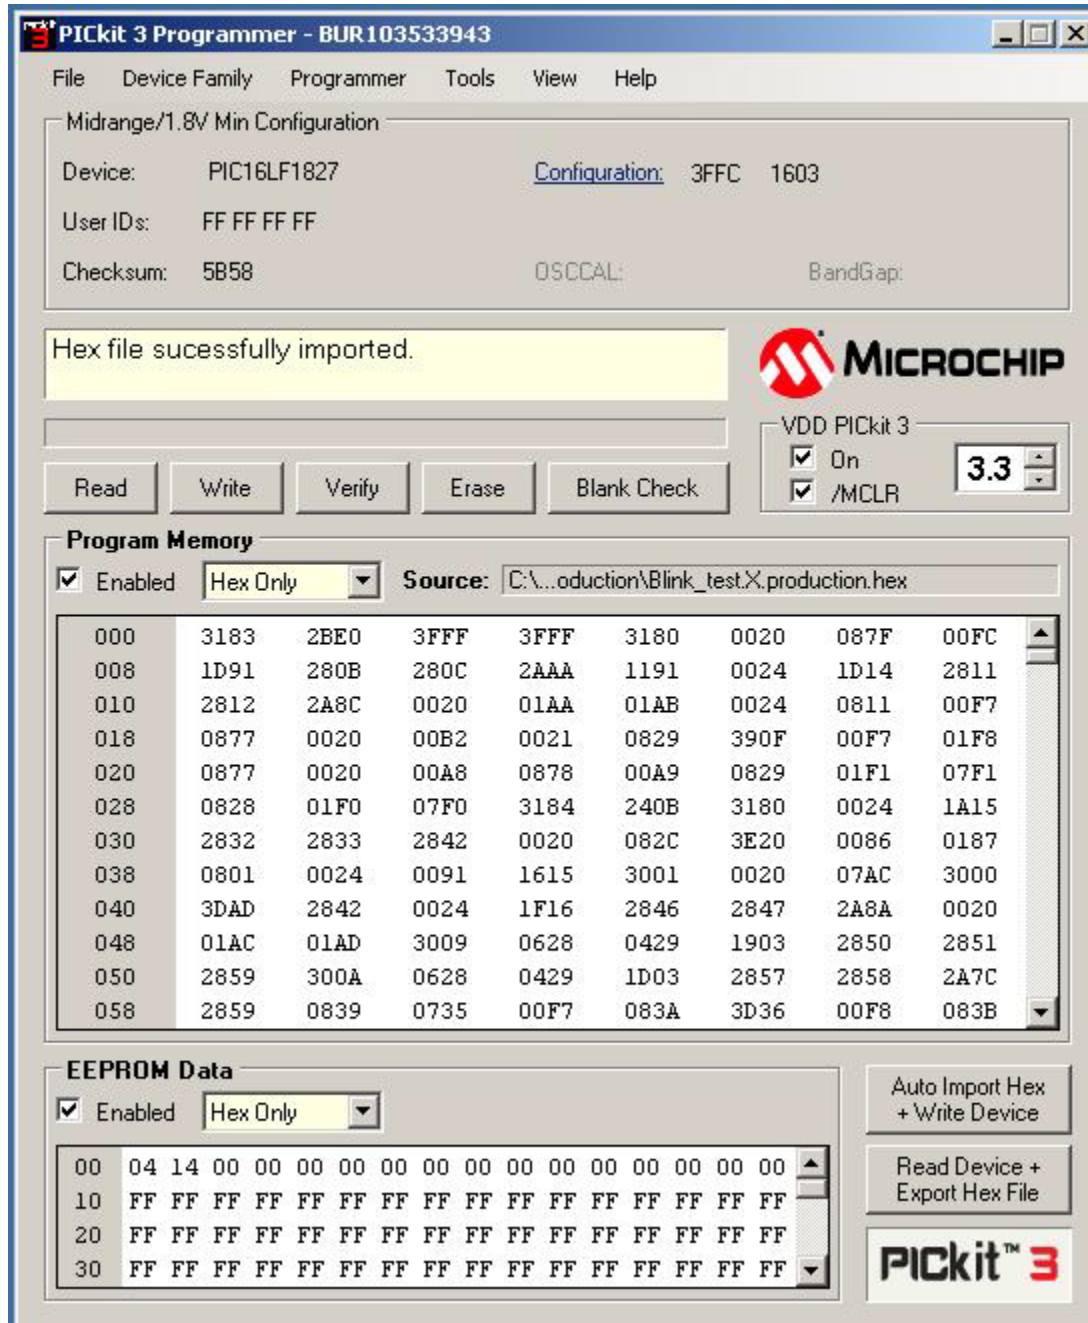 PICkit 3 Programmer - BUR103533943
File Device Family Programmer Tools View Help
Midrange/1.8V Min Configuration
Device: PIC16LF1827 Configuration: 3FFC 1603
User IDs: FF FF FF FF
Checksum: 5B58 OSCCAL: BandGap:
Hex file sucessfully imported.
MICROCHIP
VDD PICkit 3
On
/MCLR
3.3
Read Write Verify Erase Blank Check
Program Memory
Enabled Hex Only Source: C:\...oduction\Blink_test.X.production.hex
000 3183 2BE0 3FFF 3FFF 3180 0020 087F 00FC
008 1D91 280B 280C 2AAA 1191 0024 1D14 2811
010 2812 2A8C 0020 01AA 01AB 0024 0811 00F7
018 0877 0020 00B2 0021 0829 390F 00F7 01F8
020 0877 0020 00A8 0878 00A9 0829 01F1 07F1
028 0828 01F0 07F0 3184 240B 3180 0024 1A15
030 2832 2833 2842 0020 082C 3E20 0086 0187
038 0801 0024 0091 1615 3001 0020 07AC 3000
040 3DAD 2842 0024 1F16 2846 2847 2A8A 0020
048 01AC 01AD 3009 0628 0429 1903 2850 2851
050 2859 300A 0628 0429 1D03 2857 2858 2A7C
058 2859 0839 0735 00F7 083A 3D36 00F8 083B
EEPROM Data
Enabled Hex Only
00 04 14 00 00 00 00 00 00 00 00 00 00 00 00 00 00
10 FF FF FF FF FF FF FF FF FF FF FF FF FF FF FF FF
20 FF FF FF FF FF FF FF FF FF FF FF FF FF FF FF FF
30 FF FF FF FF FF FF FF FF FF FF FF FF FF FF FF FF
Auto Import Hex
+ Write Device
Read Device +
Export Hex File
PICkit™ 3